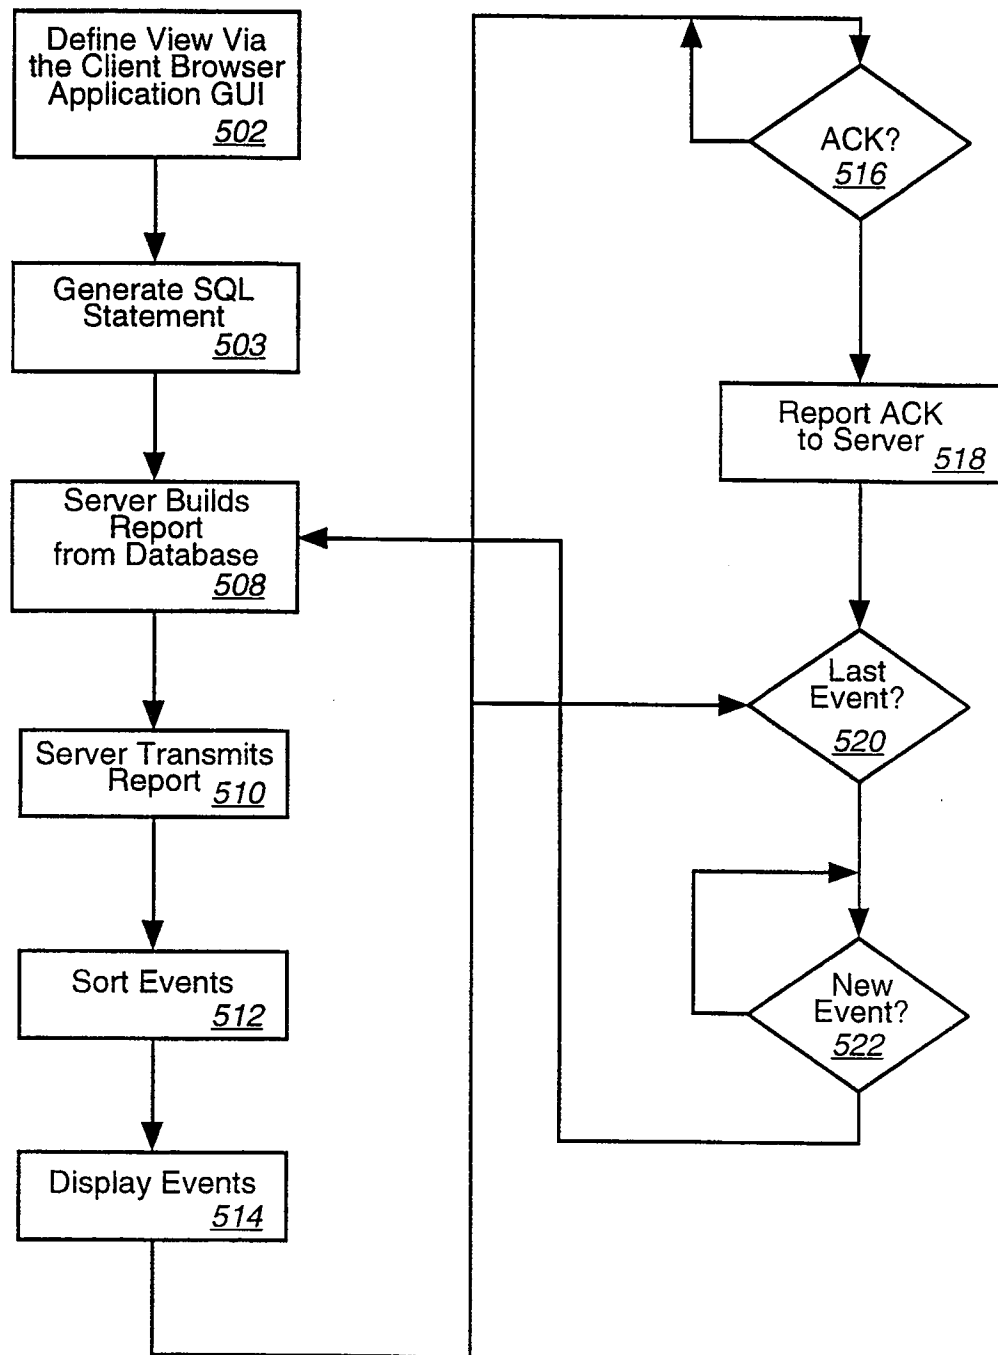 Define View Via
the Client Browser
Application GUI
502
Generate SQL
Statement
503
Server Builds
Report
from Database
508
Server Transmits
Report
510
Sort Events
512
Display Events
514
ACK?
516
Report ACK
to Server
518
Last
Event?
520
New
Event?
522